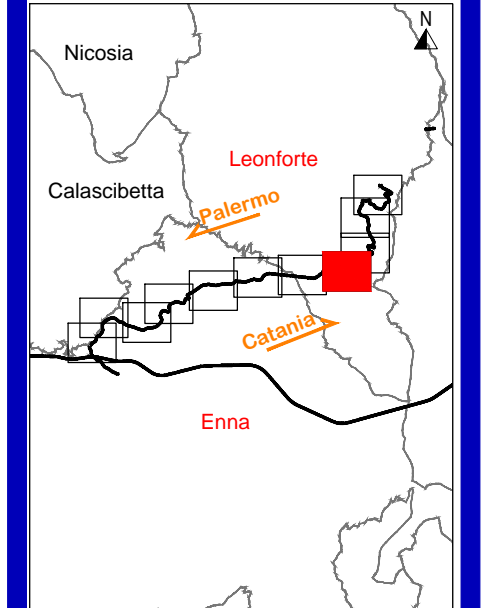 N
Nicosia
Leonforte
Calascibetta
Palermo
Catania
Enna